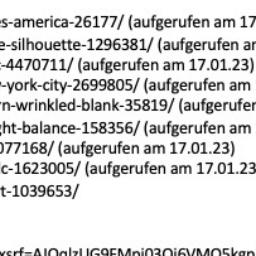 es-america-26177/ (aufgerufen am 17
e-silhouette-1296381/ (aufgerufen an
-4470711/ (aufgerufen am 17.01.23)
-york-city-2699805/ (aufgerufen am
rn-wrinkled-blank-35819/ (aufgerufen
ght-balance-158356/ (aufgerufen am
077168/ (aufgerufen am 17.01.23)
lc-1623005/ (aufgerufen am 17.01.23
t-1039653/